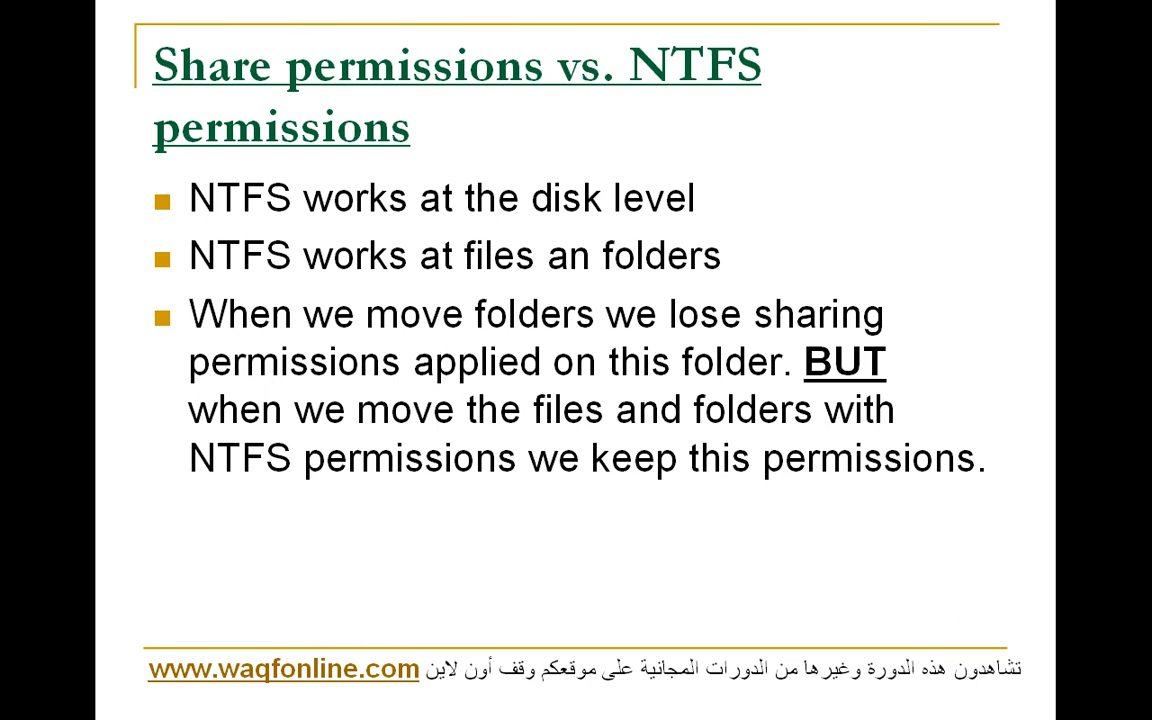 Share permissions vs. NTFS
permissions
NTFS works at the disk level
NTFS works at files an folders
When we move folders we lose sharing
permissions applied on this folder. BUT
when we move the files and folders with
NTFS permissions we keep this permissions.
تشاهدون هذه الدورة وغيرها من الدورات المجانية على موقعكم وقف أون لاين www.waqfonline.com